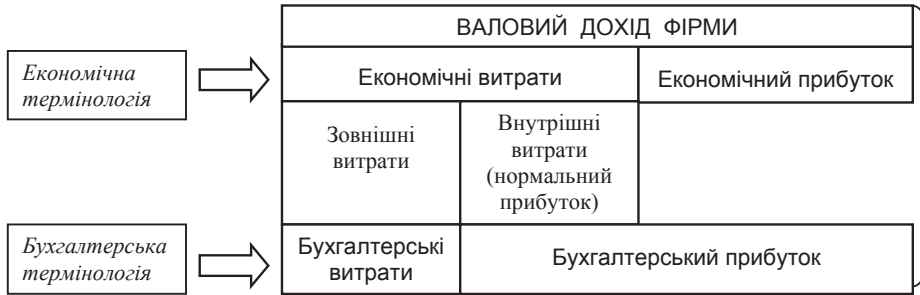 ВАЛОВИЙ ДОХІД ФІРМИ
Економічна
термінологія
Економічні витрати
Економічний прибуток
Зовнішні
витрати
Внутрішні
витрати
(нормальний
прибуток)
Бухгалтерська
термінологія
Бухгалтерські
витрати
Бухгалтерський прибуток